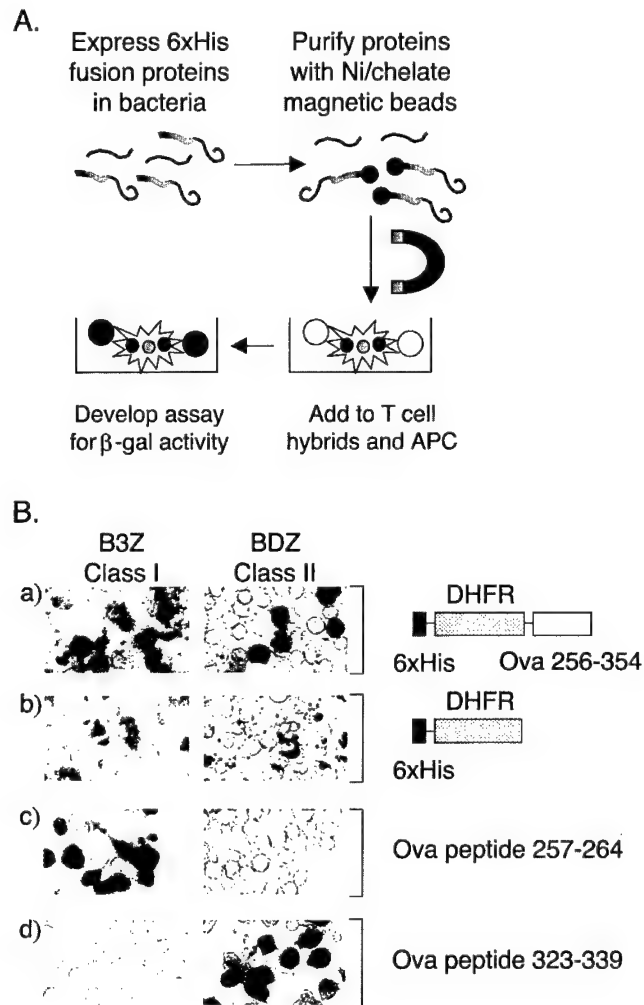 A.
Express 6xHis
fusion proteins
in bacteria
Purify proteins
with Ni/chelate
magnetic beads
Develop assay
for β-gal activity
Add to T cell
hybrids and APC
B.
B3Z
Class I
BDZ
Class II
a)
DHFR
6xHis
Ova 256-354
b)
DHFR
6xHis
c)
Ova peptide 257-264
d)
Ova peptide 323-339